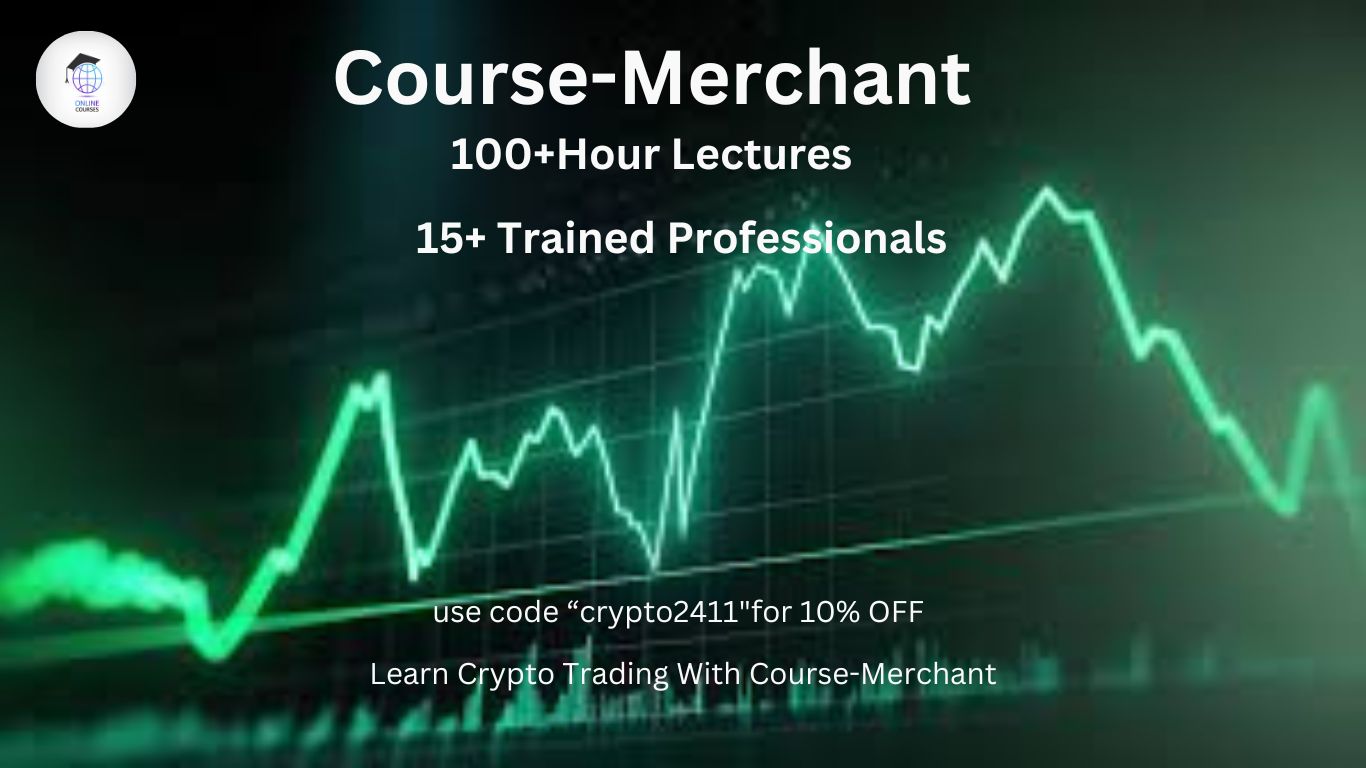 ONLINE
COURSES
Course-Merchant
100+Hour Lectures
15+ Trained Professionals
use code “crypto2411"for 10% OFF
Learn Crypto Trading With Course-Merchant